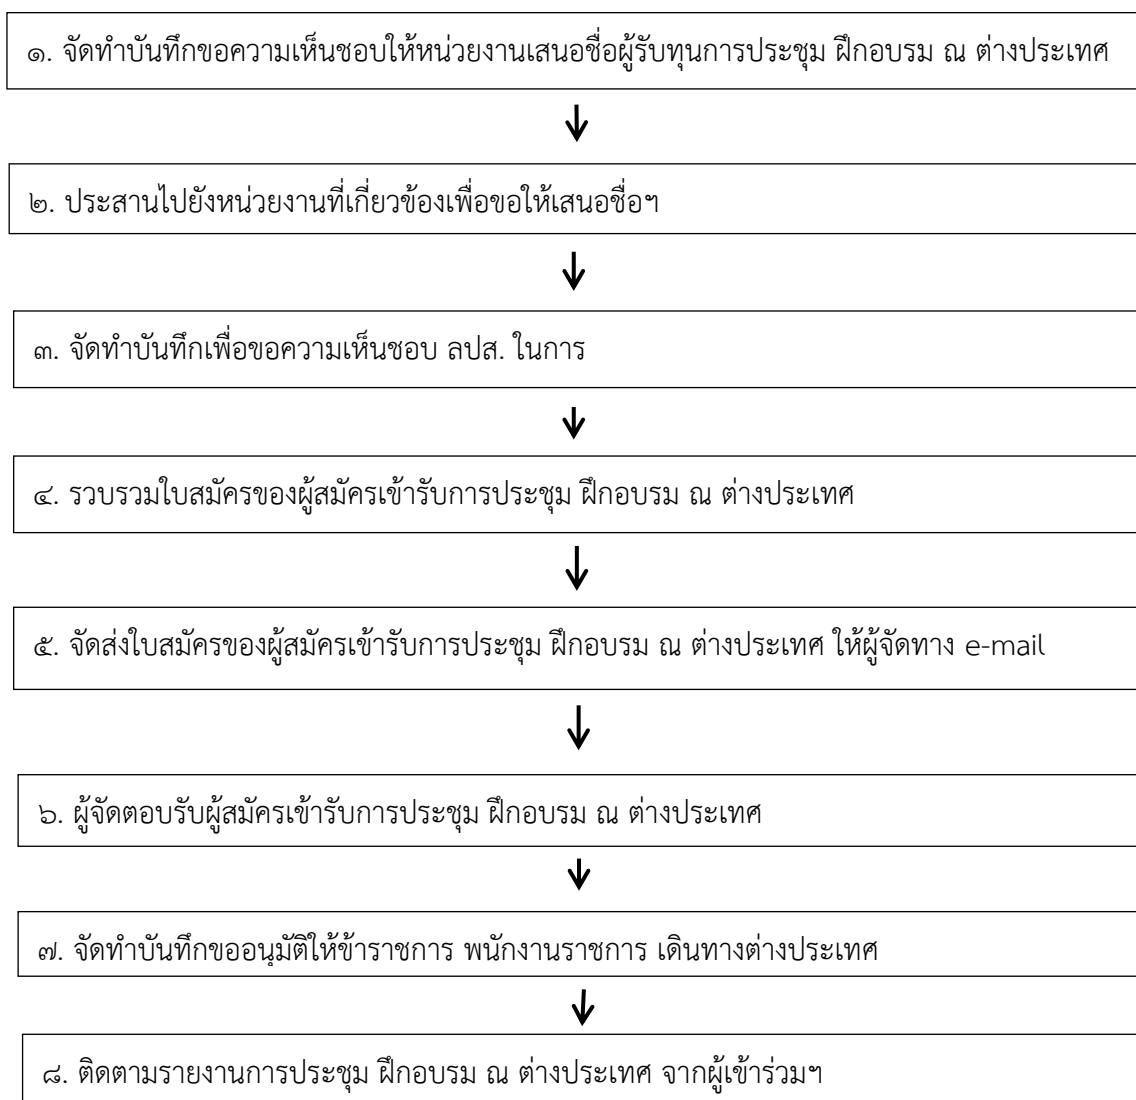 ๑. จัดทำบันทึกขอความเห็นชอบให้หน่วยงานเสนอชื่อผู้รับทุนการประชุม ฝึกอบรม ณ ต่างประเทศ
๒. ประสานไปยังหน่วยงานที่เกี่ยวข้องเพื่อขอให้เสนอชื่อฯ
๓. จัดทำบันทึกเพื่อขอความเห็นชอบ ลปส. ในการ
๔. รวบรวมใบสมัครของผู้สมัครเข้ารับการประชุม ฝึกอบรม ณ ต่างประเทศ
๕. จัดส่งใบสมัครของผู้สมัครเข้ารับการประชุม ฝึกอบรม ณ ต่างประเทศ ให้ผู้จัดทาง e-mail
๖. ผู้จัดตอบรับผู้สมัครเข้ารับการประชุม ฝึกอบรม ณ ต่างประเทศ
๗. จัดทำบันทึกขออนุมัติให้ข้าราชการ พนักงานราชการ เดินทางต่างประเทศ
๘. ติดตามรายงานการประชุม ฝึกอบรม ณ ต่างประเทศ จากผู้เข้าร่วมฯ